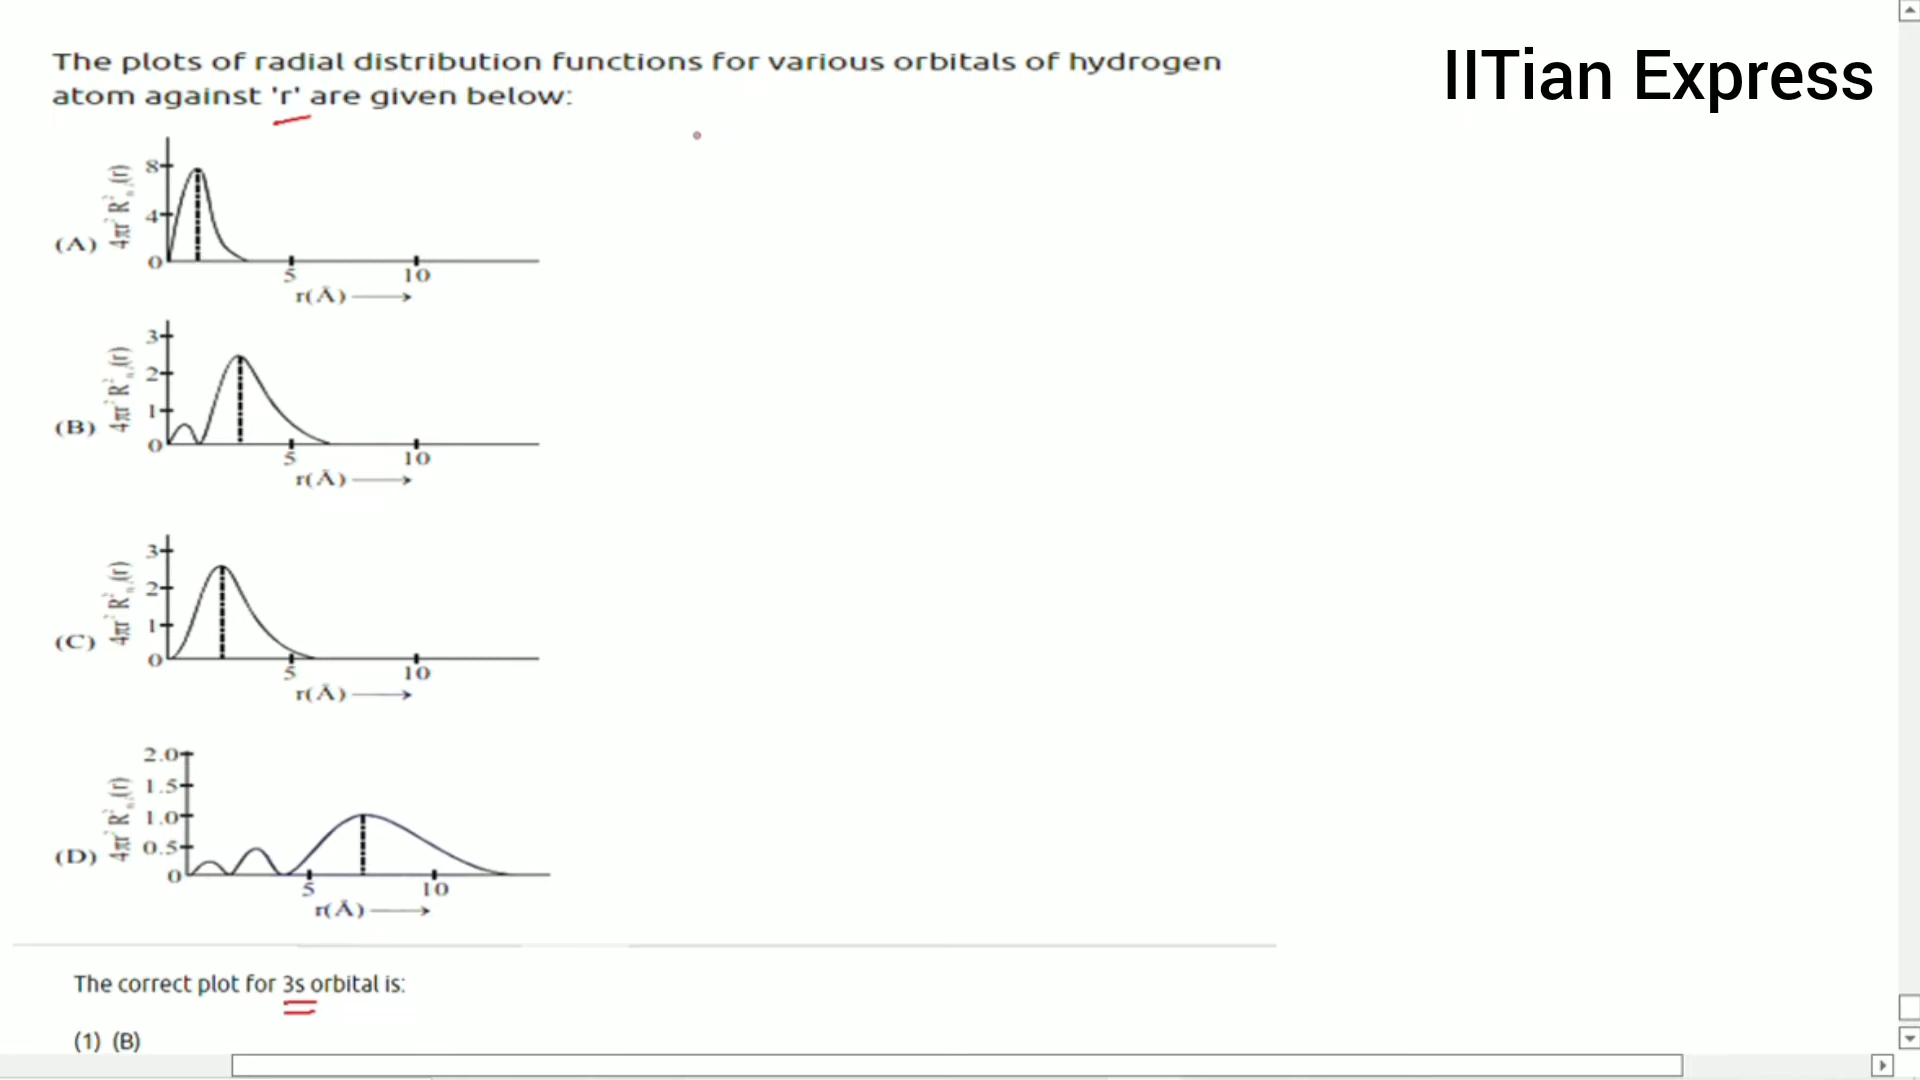 The plots of radial distribution functions for various orbitals of hydrogen
atom against 'r' are given below:
IITian Express
(A)
8
4
0
5
10
r(Å)
(B)
3
2
1
0
5
10
r(Å)
(C)
3
2
1
0
5
10
r(Å)
(D)
2.0
1.5
1.0
0.5
0
5
10
r(Å)
The correct plot for 3s orbital is:
(1) (B)